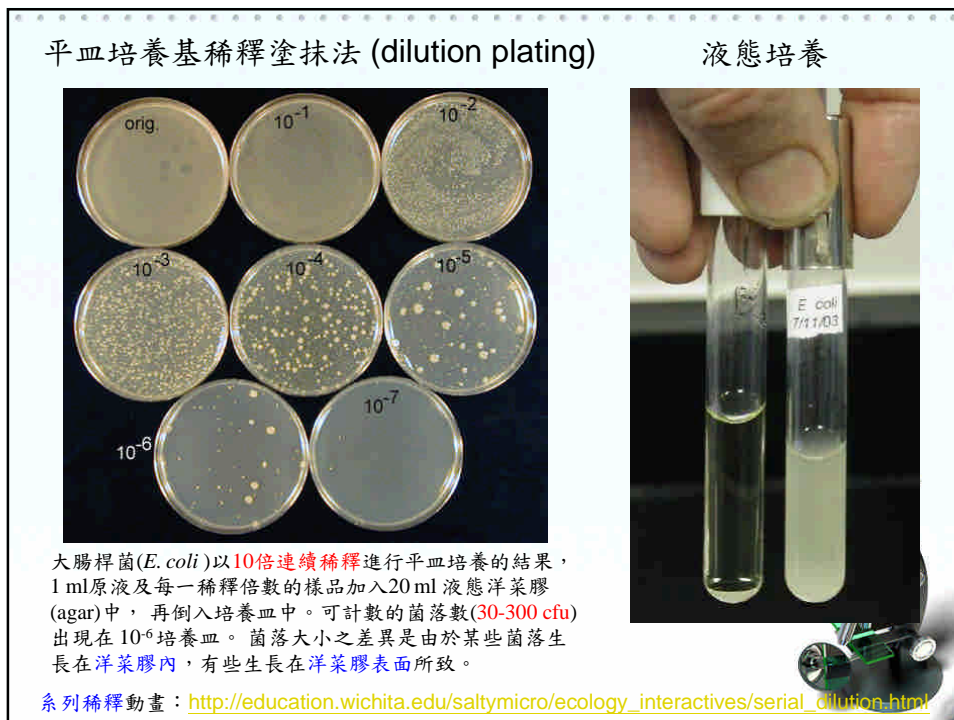 平皿培養基稀釋塗抹法 (dilution plating)
液態培養
orig.
10-1
10-2
10-3
10-4
10-5
10-6
10-7
E coli
7/11/03
大腸桿菌(E. coli )以10倍連續稀釋進行平皿培養的結果，
1 ml原液及每一稀釋倍數的樣品加入20 ml 液態洋菜膠
(agar)中， 再倒入培養皿中。可計數的菌落數(30-300 cfu)
出現在 10-6 培養皿。 菌落大小之差異是由於某些菌落生
長在洋菜膠內，有些生長在洋菜膠表面所致。
系列稀釋動畫：http://education.wichita.edu/saltymicro/ecology_interactives/serial_dilution.html